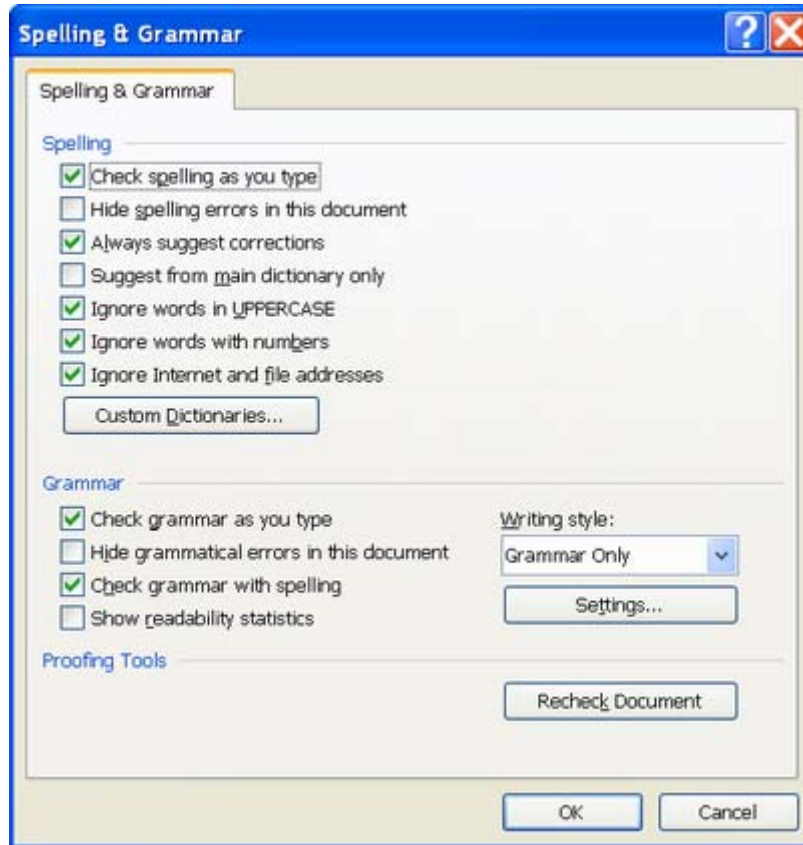 Spelling & Grammar
Spelling & Grammar
Spelling
Check spelling as you type
Hide spelling errors in this document
Always suggest corrections
Suggest from main dictionary only
Ignore words in UPPERCASE
Ignore words with numbers
Ignore Internet and file addresses
Custom Dictionaries...
Grammar
Check grammar as you type
Writing style:
Hide grammatical errors in this document
Grammar Only
Check grammar with spelling
Settings...
Show readability statistics
Proofing Tools
Recheck Document
OK
Cancel